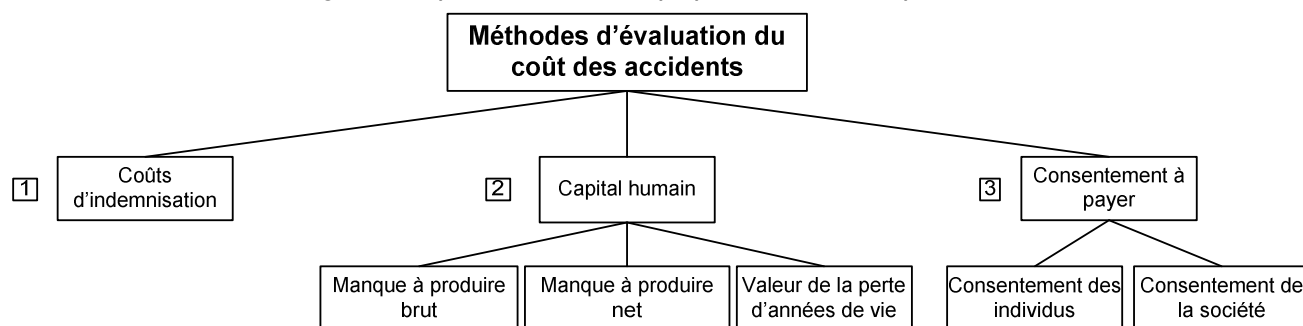 Méthodes d'évaluation du
coût des accidents
1
Coûts
d'indemnisation
2
Capital humain
3
Consentement à
payer
Manque à produire
brut
Manque à produire
net
Valeur de la perte
d'années de vie
Consentement des
individus
Consentement de
la société